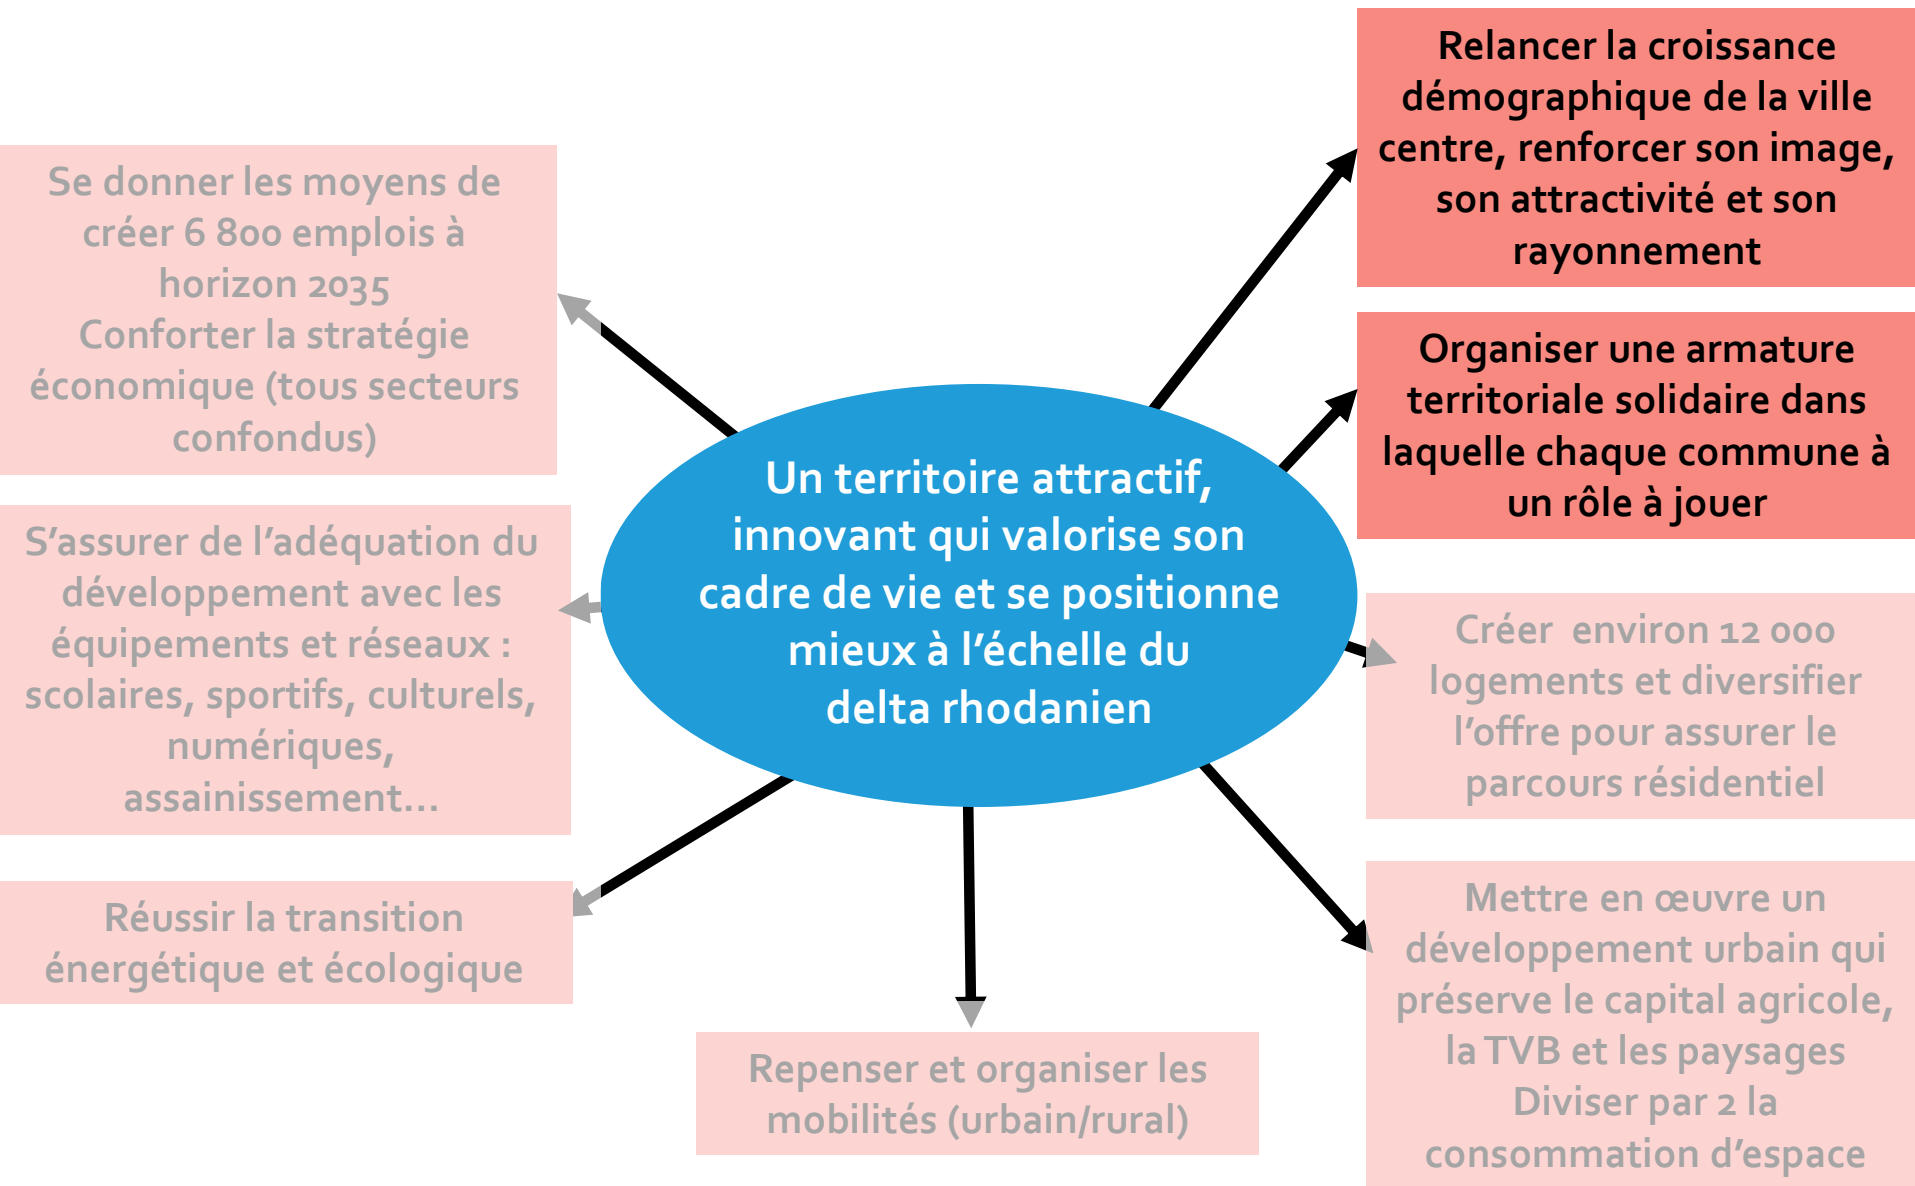 Relancer la croissance
démographique de la ville
centre, renforcer son image,
son attractivité et son
rayonnement
Se donner les moyens de
créer 6 800 emplois à
horizon 2035
Conforter la stratégie
économique (tous secteurs
confondus)
Organiser une armature
territoriale solidaire dans
laquelle chaque commune à
un rôle à jouer
Un territoire attractif,
innovant qui valorise son
cadre de vie et se positionne
mieux à l’échelle du
delta rhodanien
S’assurer de l’adéquation du
développement avec les
équipements et réseaux :
scolaires, sportifs, culturels,
numériques,
assainissement…
Créer  environ 12 000
logements et diversifier
l’offre pour assurer le
parcours résidentiel
Réussir la transition
énergétique et écologique
Mettre en œuvre un
développement urbain qui
préserve le capital agricole,
la TVB et les paysages
Diviser par 2 la
consommation d’espace
Repenser et organiser les
mobilités (urbain/rural)